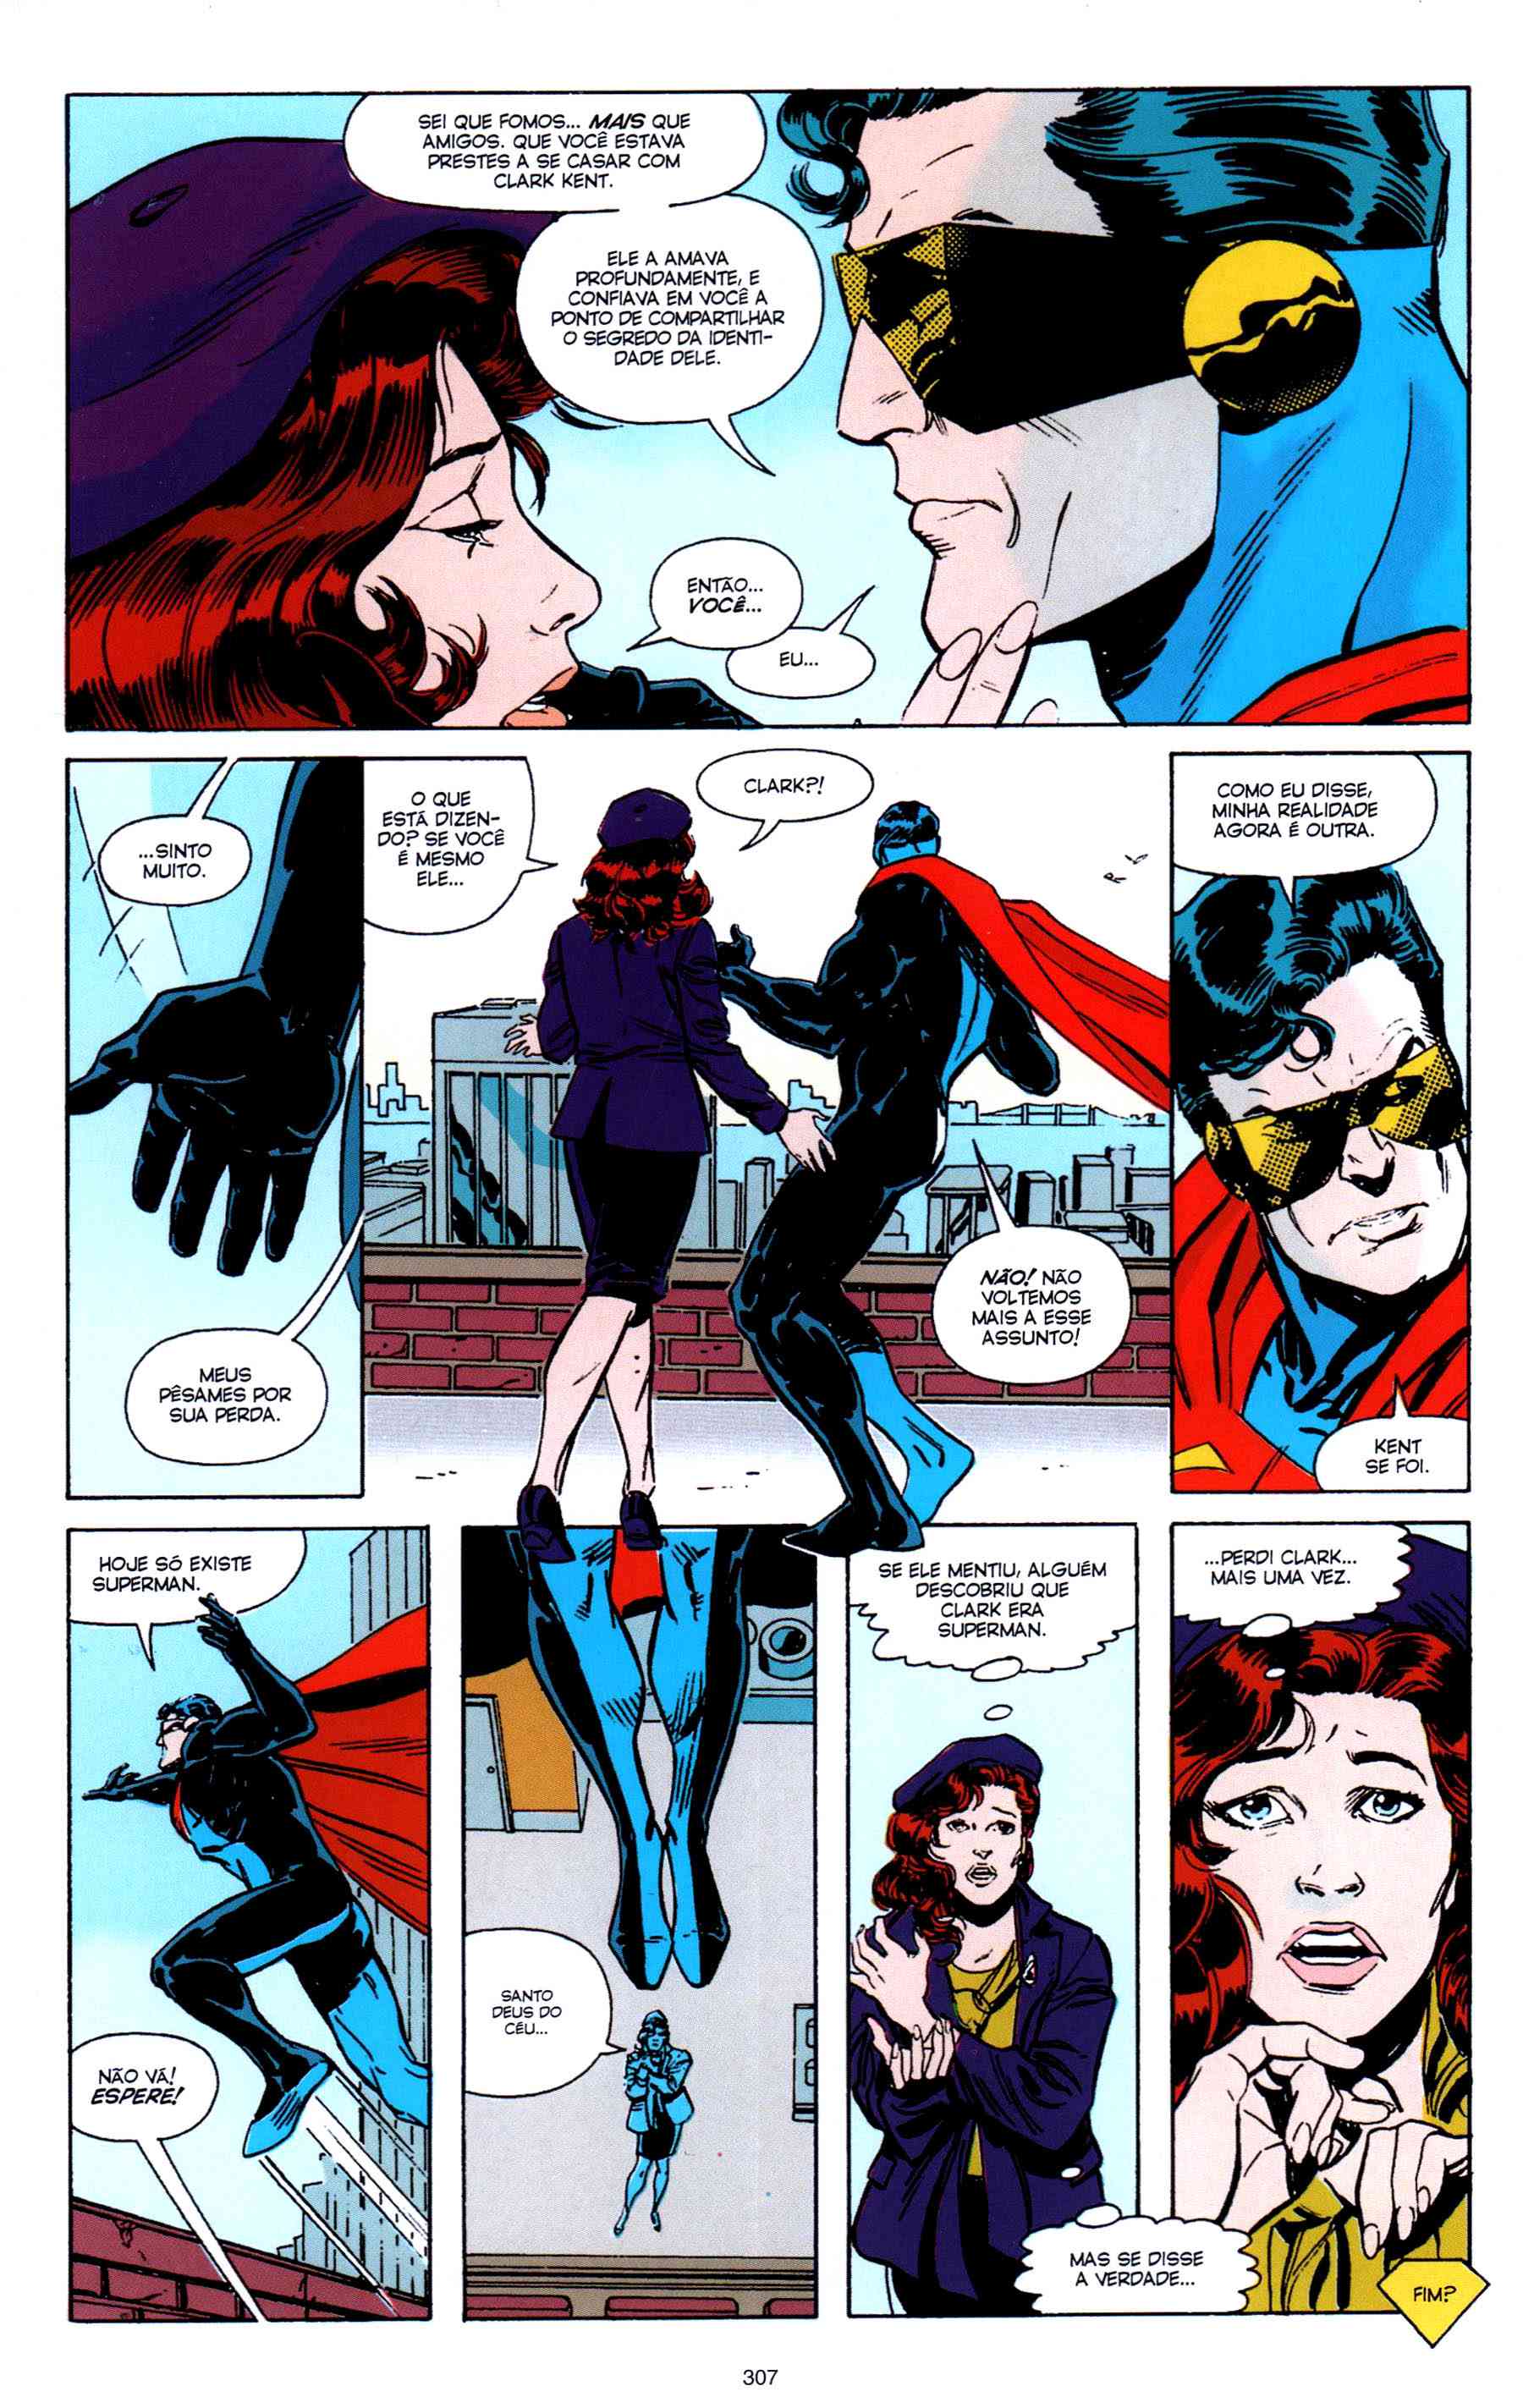 SEI QUE FOMOS... MAIS QUE
AMIGOS. QUE VOCÊ ESTAVA
PRESTES A SE CASAR COM
CLARK KENT.
ELE A AMAVA
PROFUNDAMENTE, E
CONFIAVA EM VOCÊ A
PONTO DE COMPARTILHAR
O SEGREDO DA IDENTI-
DADE DELE.
ENTÃO...
VOCÊ...
EU...
...SINTO
MUITO.
MEUS
PÊSAMES POR
SUA PERDA.
O QUE
ESTÁ DIZEN-
DO? SE VOCÊ
É MESMO
ELE...
CLARK?!
NÃO! NÃO
VOLTEMOS
MAIS A ESSE
ASSUNTO!
COMO EU DISSE,
MINHA REALIDADE
AGORA É OUTRA.
KENT
SE FOI.
HOJE SÓ EXISTE
SUPERMAN.
NÃO VÁ!
ESPERE!
SANTO
DEUS DO
CÉU...
SE ELE MENTIU, ALGUÉM
DESCOBRIU QUE
CLARK ERA
SUPERMAN.
MAS SE DISSE
A VERDADE...
...PERDI CLARK...
MAIS UMA VEZ.
FIM?
307